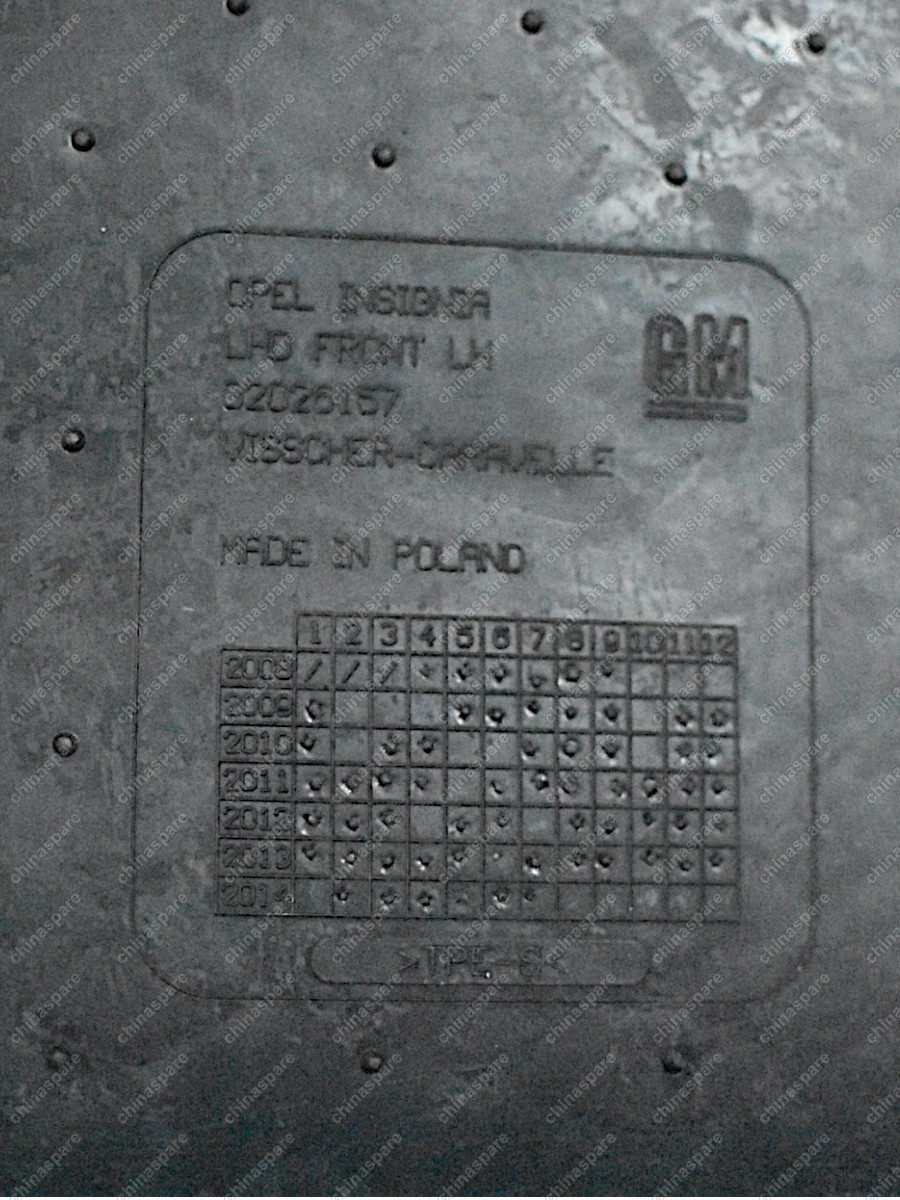 OPEL INSIGNIA
LHD FRONT LH
32026157
VISSCHER-CARAVELLE
GM
MADE IN POLAND
1 2 3 4 5 6 7 8 9 10 11 12
2008 / / /
2009
2010
2011
2012
2013
2014
>TPE-S<
chinaspare